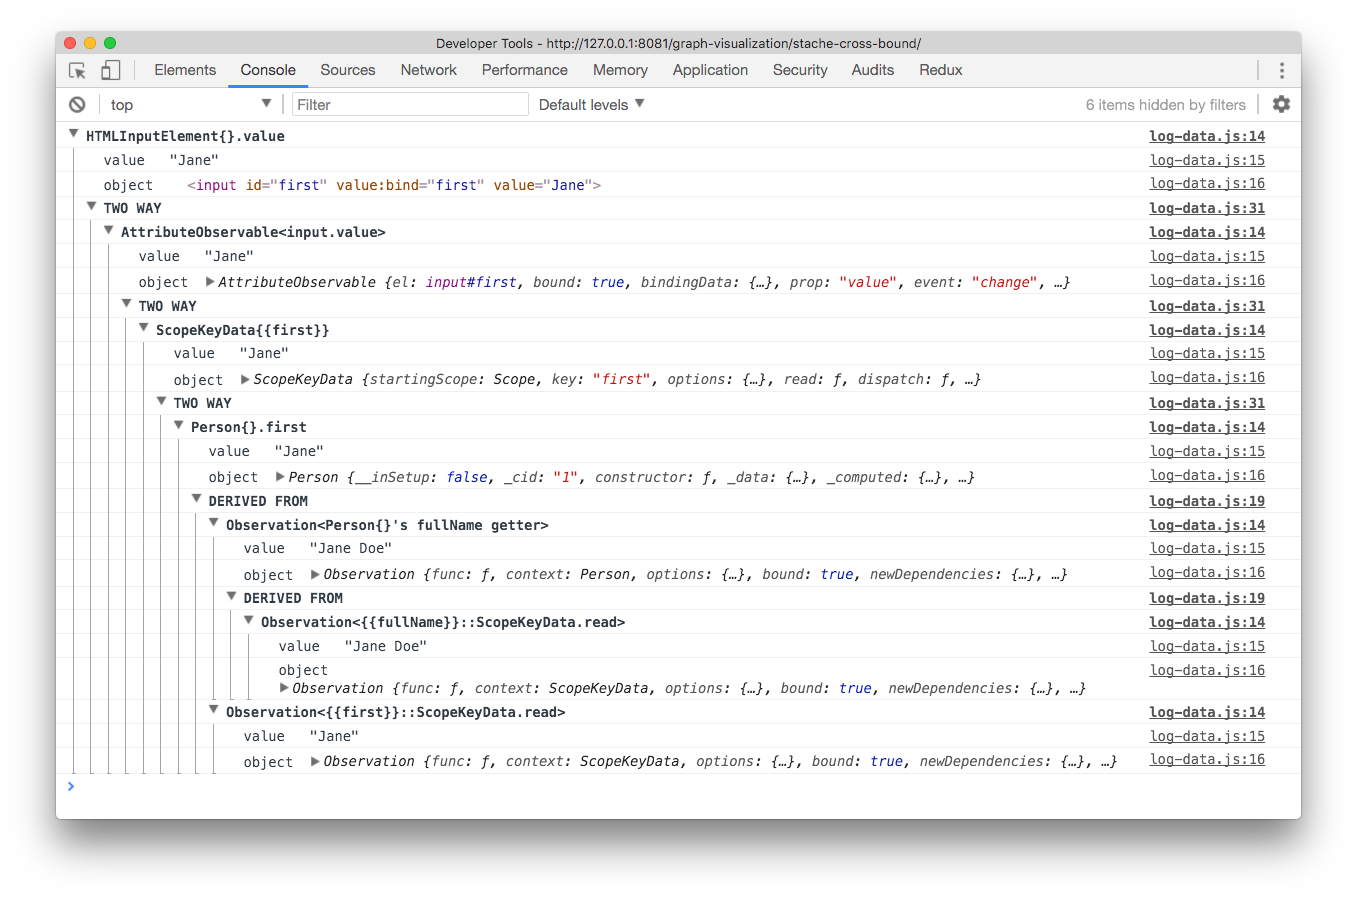 Developer Tools - http://127.0.0.1:8081/graph-visualization/stache-cross-bound/
Elements Console Sources Network Performance Memory Application Security Audits Redux
top Filter Default levels 6 items hidden by filters
HTMLInputElement{}.value log-data.js:14
value "Jane" log-data.js:15
object <input id="first" value:bind="first" value="Jane"> log-data.js:16
TWO WAY log-data.js:31
AttributeObservable<input.value> log-data.js:14
value "Jane" log-data.js:15
object AttributeObservable {el: input#first, bound: true, bindingData: {…}, prop: "value", event: "change", …} log-data.js:16
TWO WAY log-data.js:31
ScopeKeyData{{first}} log-data.js:14
value "Jane" log-data.js:15
object ScopeKeyData {startingScope: Scope, key: "first", options: {…}, read: ƒ, dispatch: ƒ, …} log-data.js:16
TWO WAY log-data.js:31
Person{}.first log-data.js:14
value "Jane" log-data.js:15
object Person {__inSetup: false, _cid: "1", constructor: ƒ, _data: {…}, _computed: {…}, …} log-data.js:16
DERIVED FROM log-data.js:19
Observation<Person{}'s fullName getter> log-data.js:14
value "Jane Doe" log-data.js:15
object Observation {func: ƒ, context: Person, options: {…}, bound: true, newDependencies: {…}, …} log-data.js:16
DERIVED FROM log-data.js:19
Observation<{{fullName}}::ScopeKeyData.read> log-data.js:14
value "Jane Doe" log-data.js:15
object log-data.js:16
Observation {func: ƒ, context: ScopeKeyData, options: {…}, bound: true, newDependencies: {…}, …}
Observation<{{first}}::ScopeKeyData.read> log-data.js:14
value "Jane" log-data.js:15
object Observation {func: ƒ, context: ScopeKeyData, options: {…}, bound: true, newDependencies: {…}, …} log-data.js:16